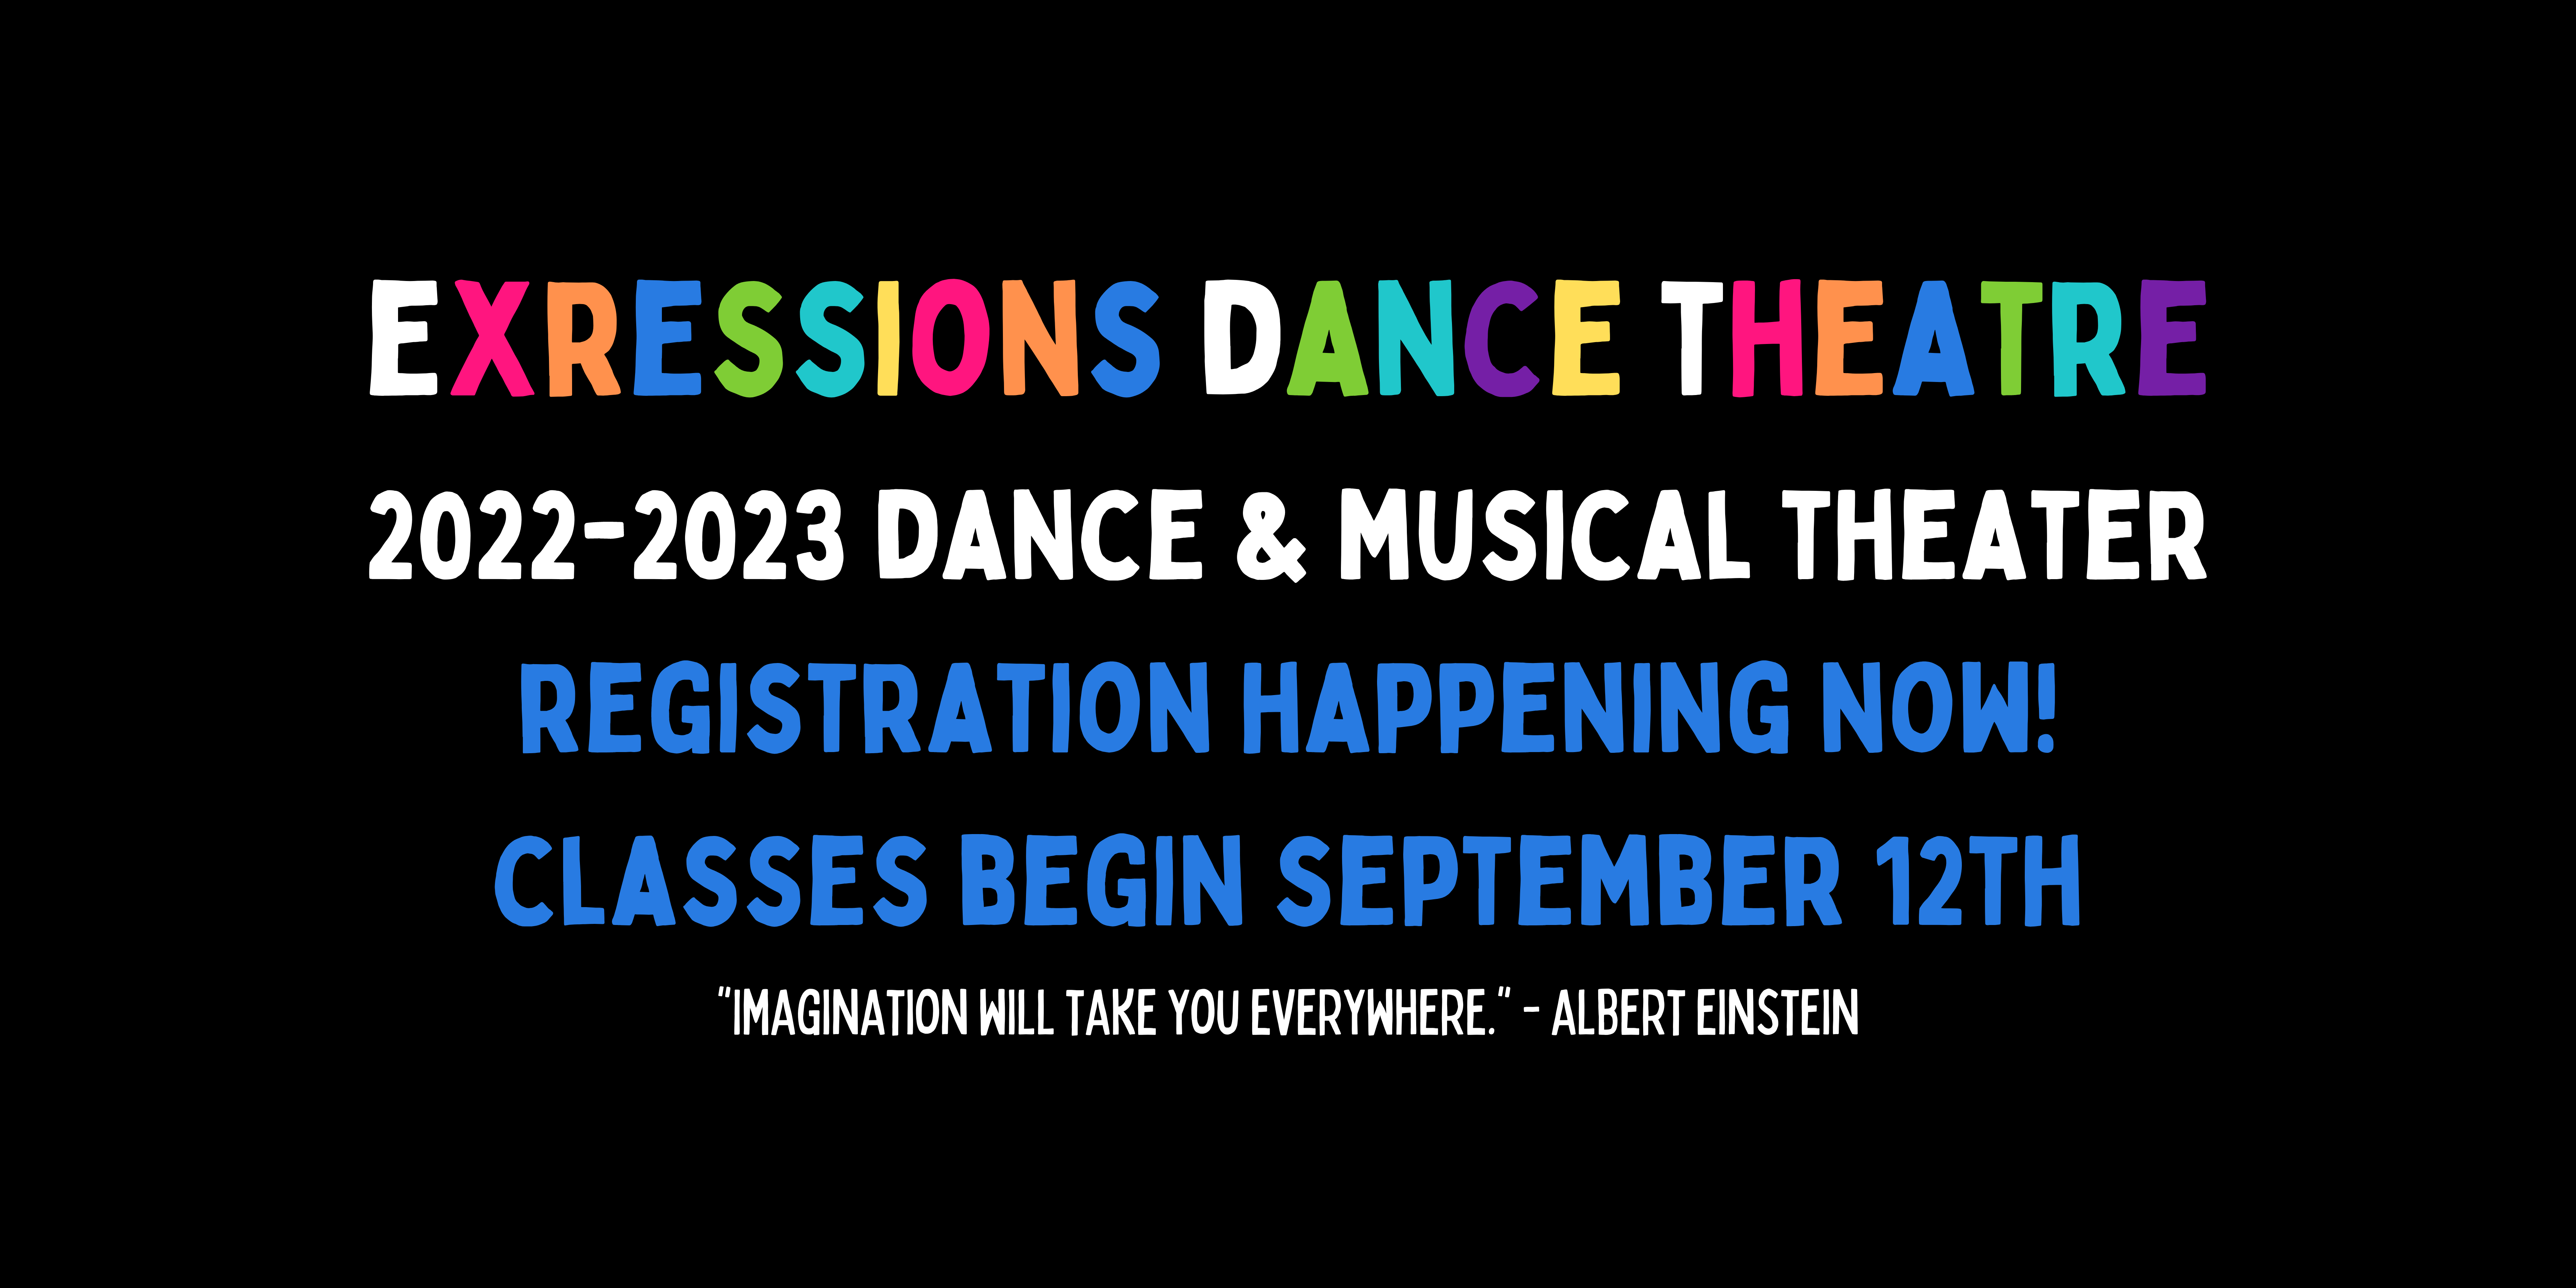 EXRESSIONS DANCE THEATRE
2022-2023 DANCE & MUSICAL THEATER
REGISTRATION HAPPENING NOW!
CLASSES BEGIN SEPTEMBER 12TH
"IMAGINATION WILL TAKE YOU EVERYWHERE." - ALBERT EINSTEIN